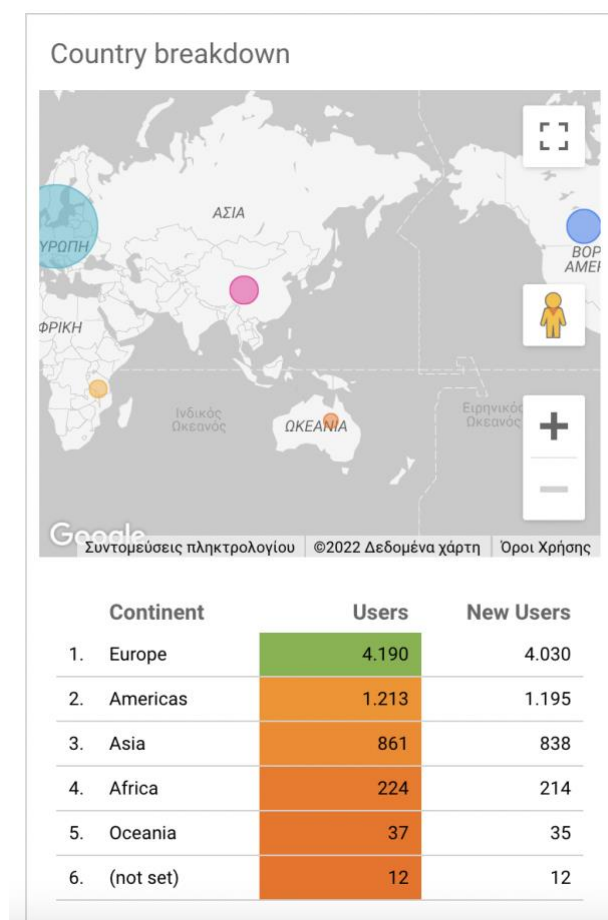 Country breakdown
ΑΣΙΑ
ΥΡΩΠΗ
ΒΟΡ
ΑΜΕΡ
ΦΡΙΚΗ
Ινδικός
Ωκεανός
ΩΚΕΑΝΙΑ
Ειρηνικός
Ωκεανός
Google
Συντομεύσεις πληκτρολογίου ©2022 Δεδομένα χάρτη Όροι Χρήσης
Continent Users New Users
1. Europe 4.190 4.030
2. Americas 1.213 1.195
3. Asia 861 838
4. Africa 224 214
5. Oceania 37 35
6. (not set) 12 12